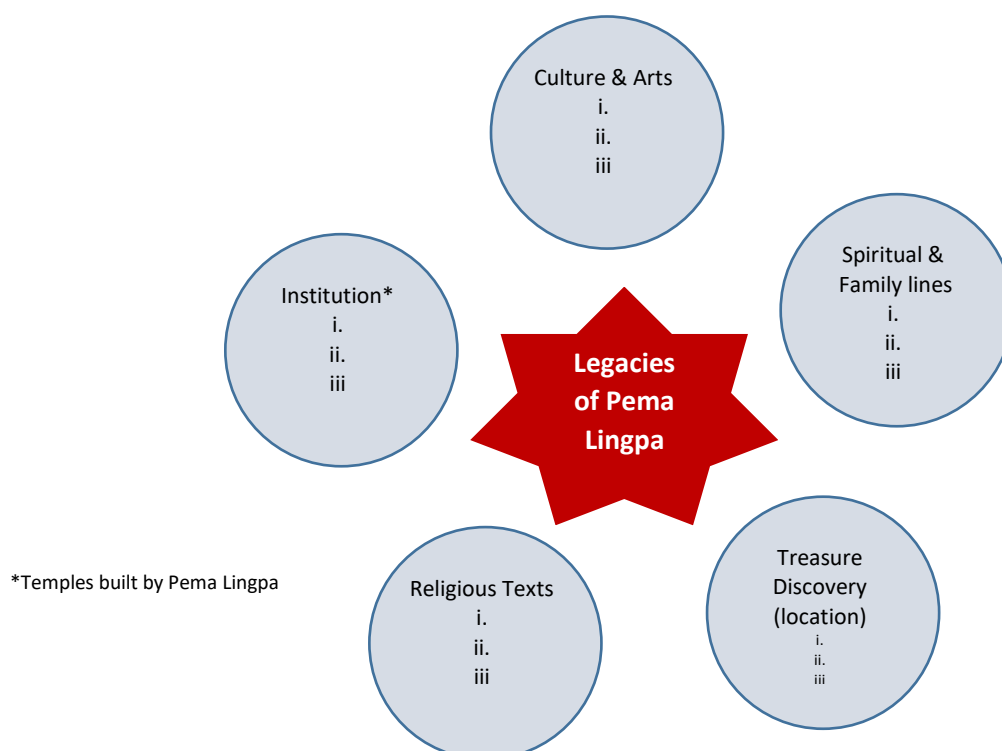 Culture & Arts
i.
ii.
iii
Spiritual &
Family lines
i.
ii.
iii
Institution*
i.
ii.
iii
Legacies
of Pema
Lingpa
Treasure
Discovery
(location)
i.
ii.
iii
Religious Texts
i.
ii.
iii
*Temples built by Pema Lingpa